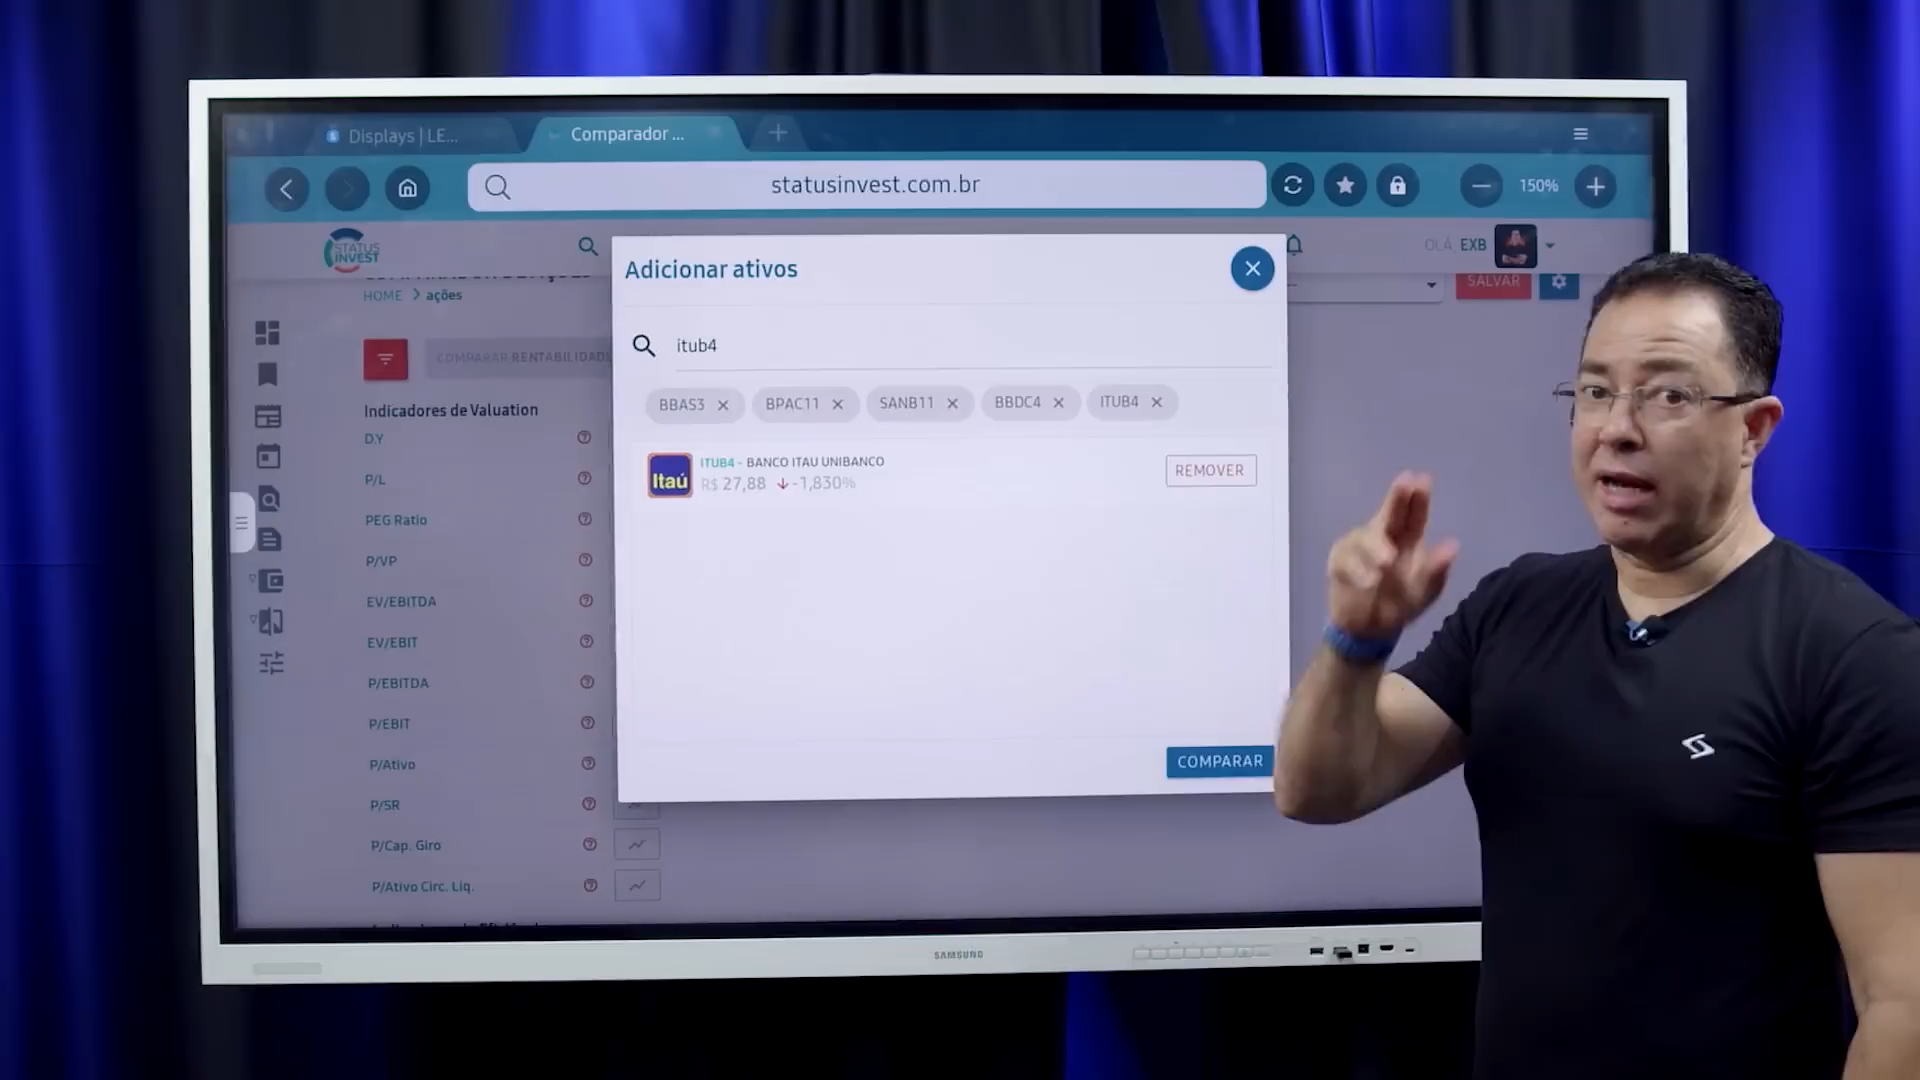 Displays | LE...
Comparador ...
statusinvest.com.br
150%
STATUS
INVEST
OLÁ, EXB
HOME > ações
SALVAR
COMPARAR RENTABILIDAD
Indicadores de Valuation
D.Y
P/L
PEG Ratio
P/VP
EV/EBITDA
EV/EBIT
P/EBITDA
P/EBIT
P/Ativo
P/SR
P/Cap. Giro
P/Ativo Circ. Liq.
Adicionar ativos
itub4
BBAS3
BPAC11
SANB11
BBDC4
ITUB4
Itaú
ITUB4 - BANCO ITAU UNIBANCO
R$ 27,88 -1,830%
REMOVER
COMPARAR
SAMSUNG